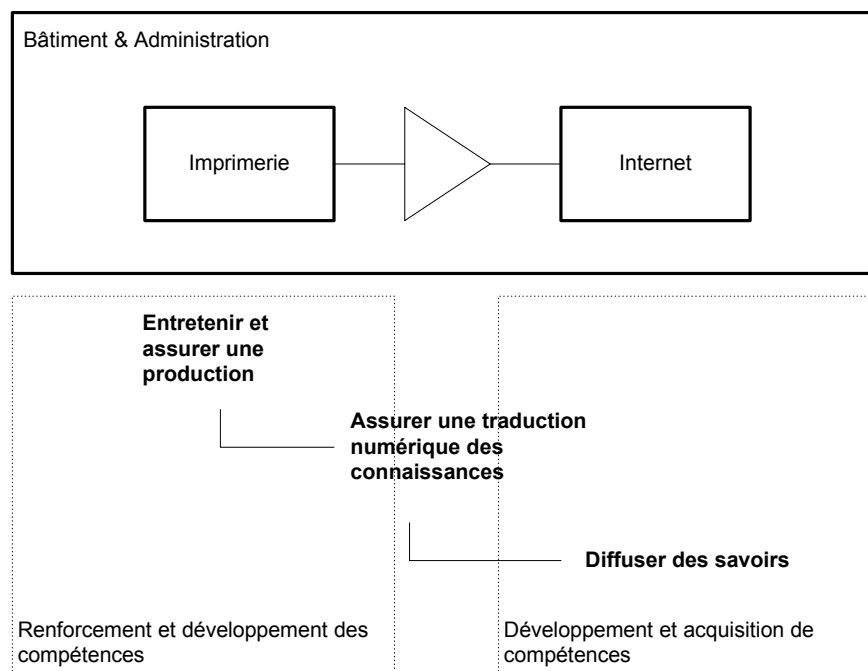 Bâtiment & Administration
Imprimerie
Internet
Entretenir et
assurer une
production
Assurer une traduction
numérique des
connaissances
Diffuser des savoirs
Renforcement et développement des
compétences
Développement et acquisition de
compétences